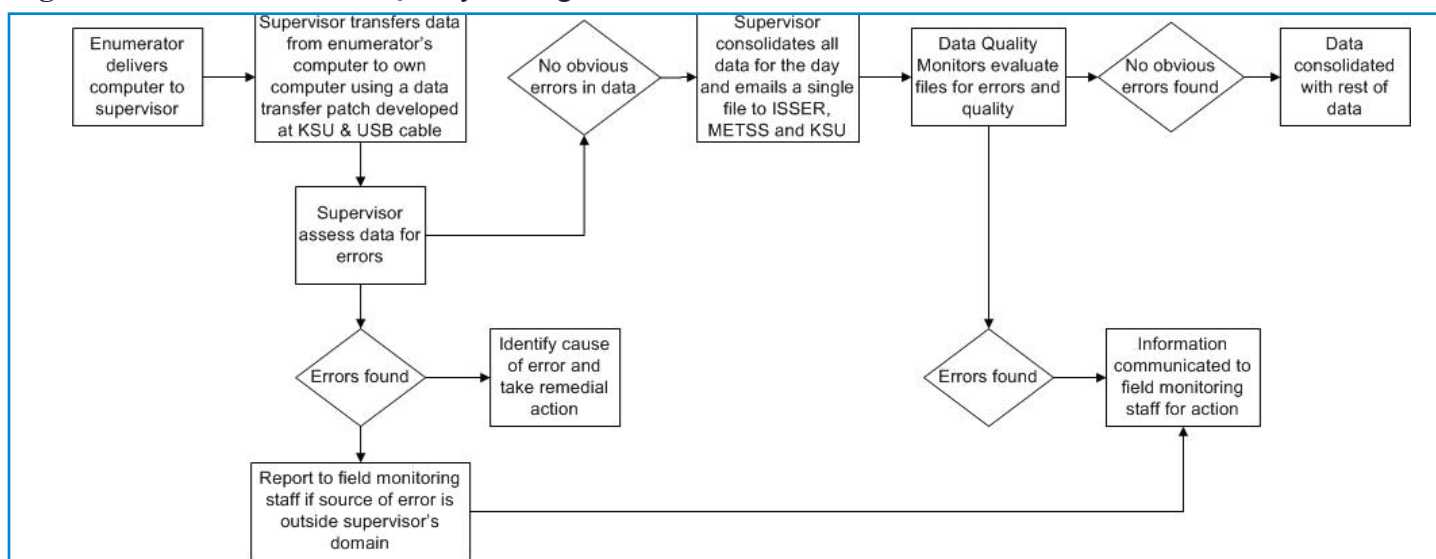 Enumerator
delivers
computer to
supervisor
Supervisor transfers data
from enumerator's
computer to own
computer using a data
transfer patch developed
at KSU & USB cable
No obvious
errors in data
Supervisor
consolidates all
data for the day
and emails a single
file to ISSER,
METSS and KSU
Data Quality
Monitors evaluate
files for errors and
quality
No obvious
errors found
Data
consolidated
with rest of
data
Supervisor
assess data for
errors
Errors found
Identify cause
of error and
take remedial
action
Errors found
Information
communicated to
field monitoring
staff for action
Report to field monitoring
staff if source of error is
outside supervisor's
domain